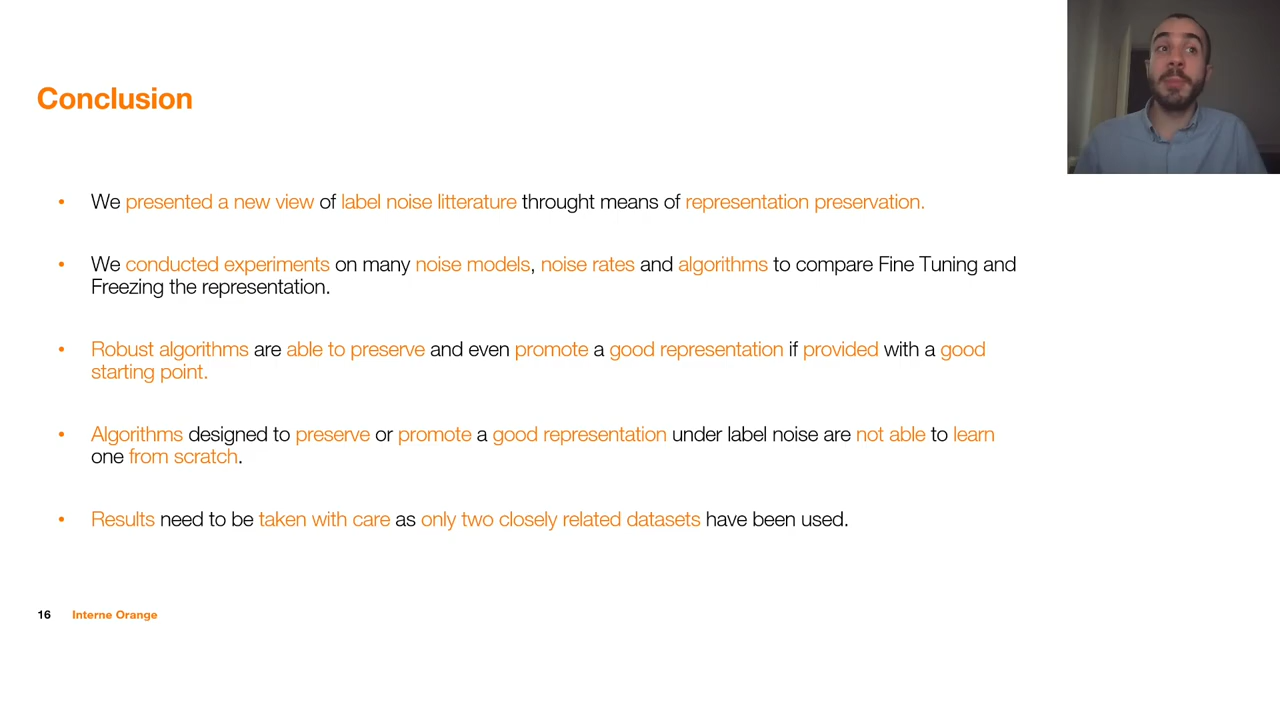 Conclusion
• We presented a new view of label noise litterature throught means of representation preservation.
• We conducted experiments on many noise models, noise rates and algorithms to compare Fine Tuning and
Freezing the representation.
• Robust algorithms are able to preserve and even promote a good representation if provided with a good
starting point.
• Algorithms designed to preserve or promote a good representation under label noise are not able to learn
one from scratch.
• Results need to be taken with care as only two closely related datasets have been used.
16 Interne Orange